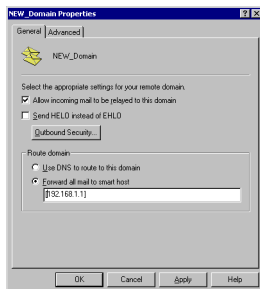 NEW_Domain Properties
General
Advanced
NEW_Domain
Select the appropriate settings for your remote domain.
Allow incoming mail to be relayed to this domain
Send HELO instead of EHLO
Outbound Security...
Route domain
Use DNS to route to this domain
Forward all mail to smart host
[192.168.1.1]
OK
Cancel
Apply
Help